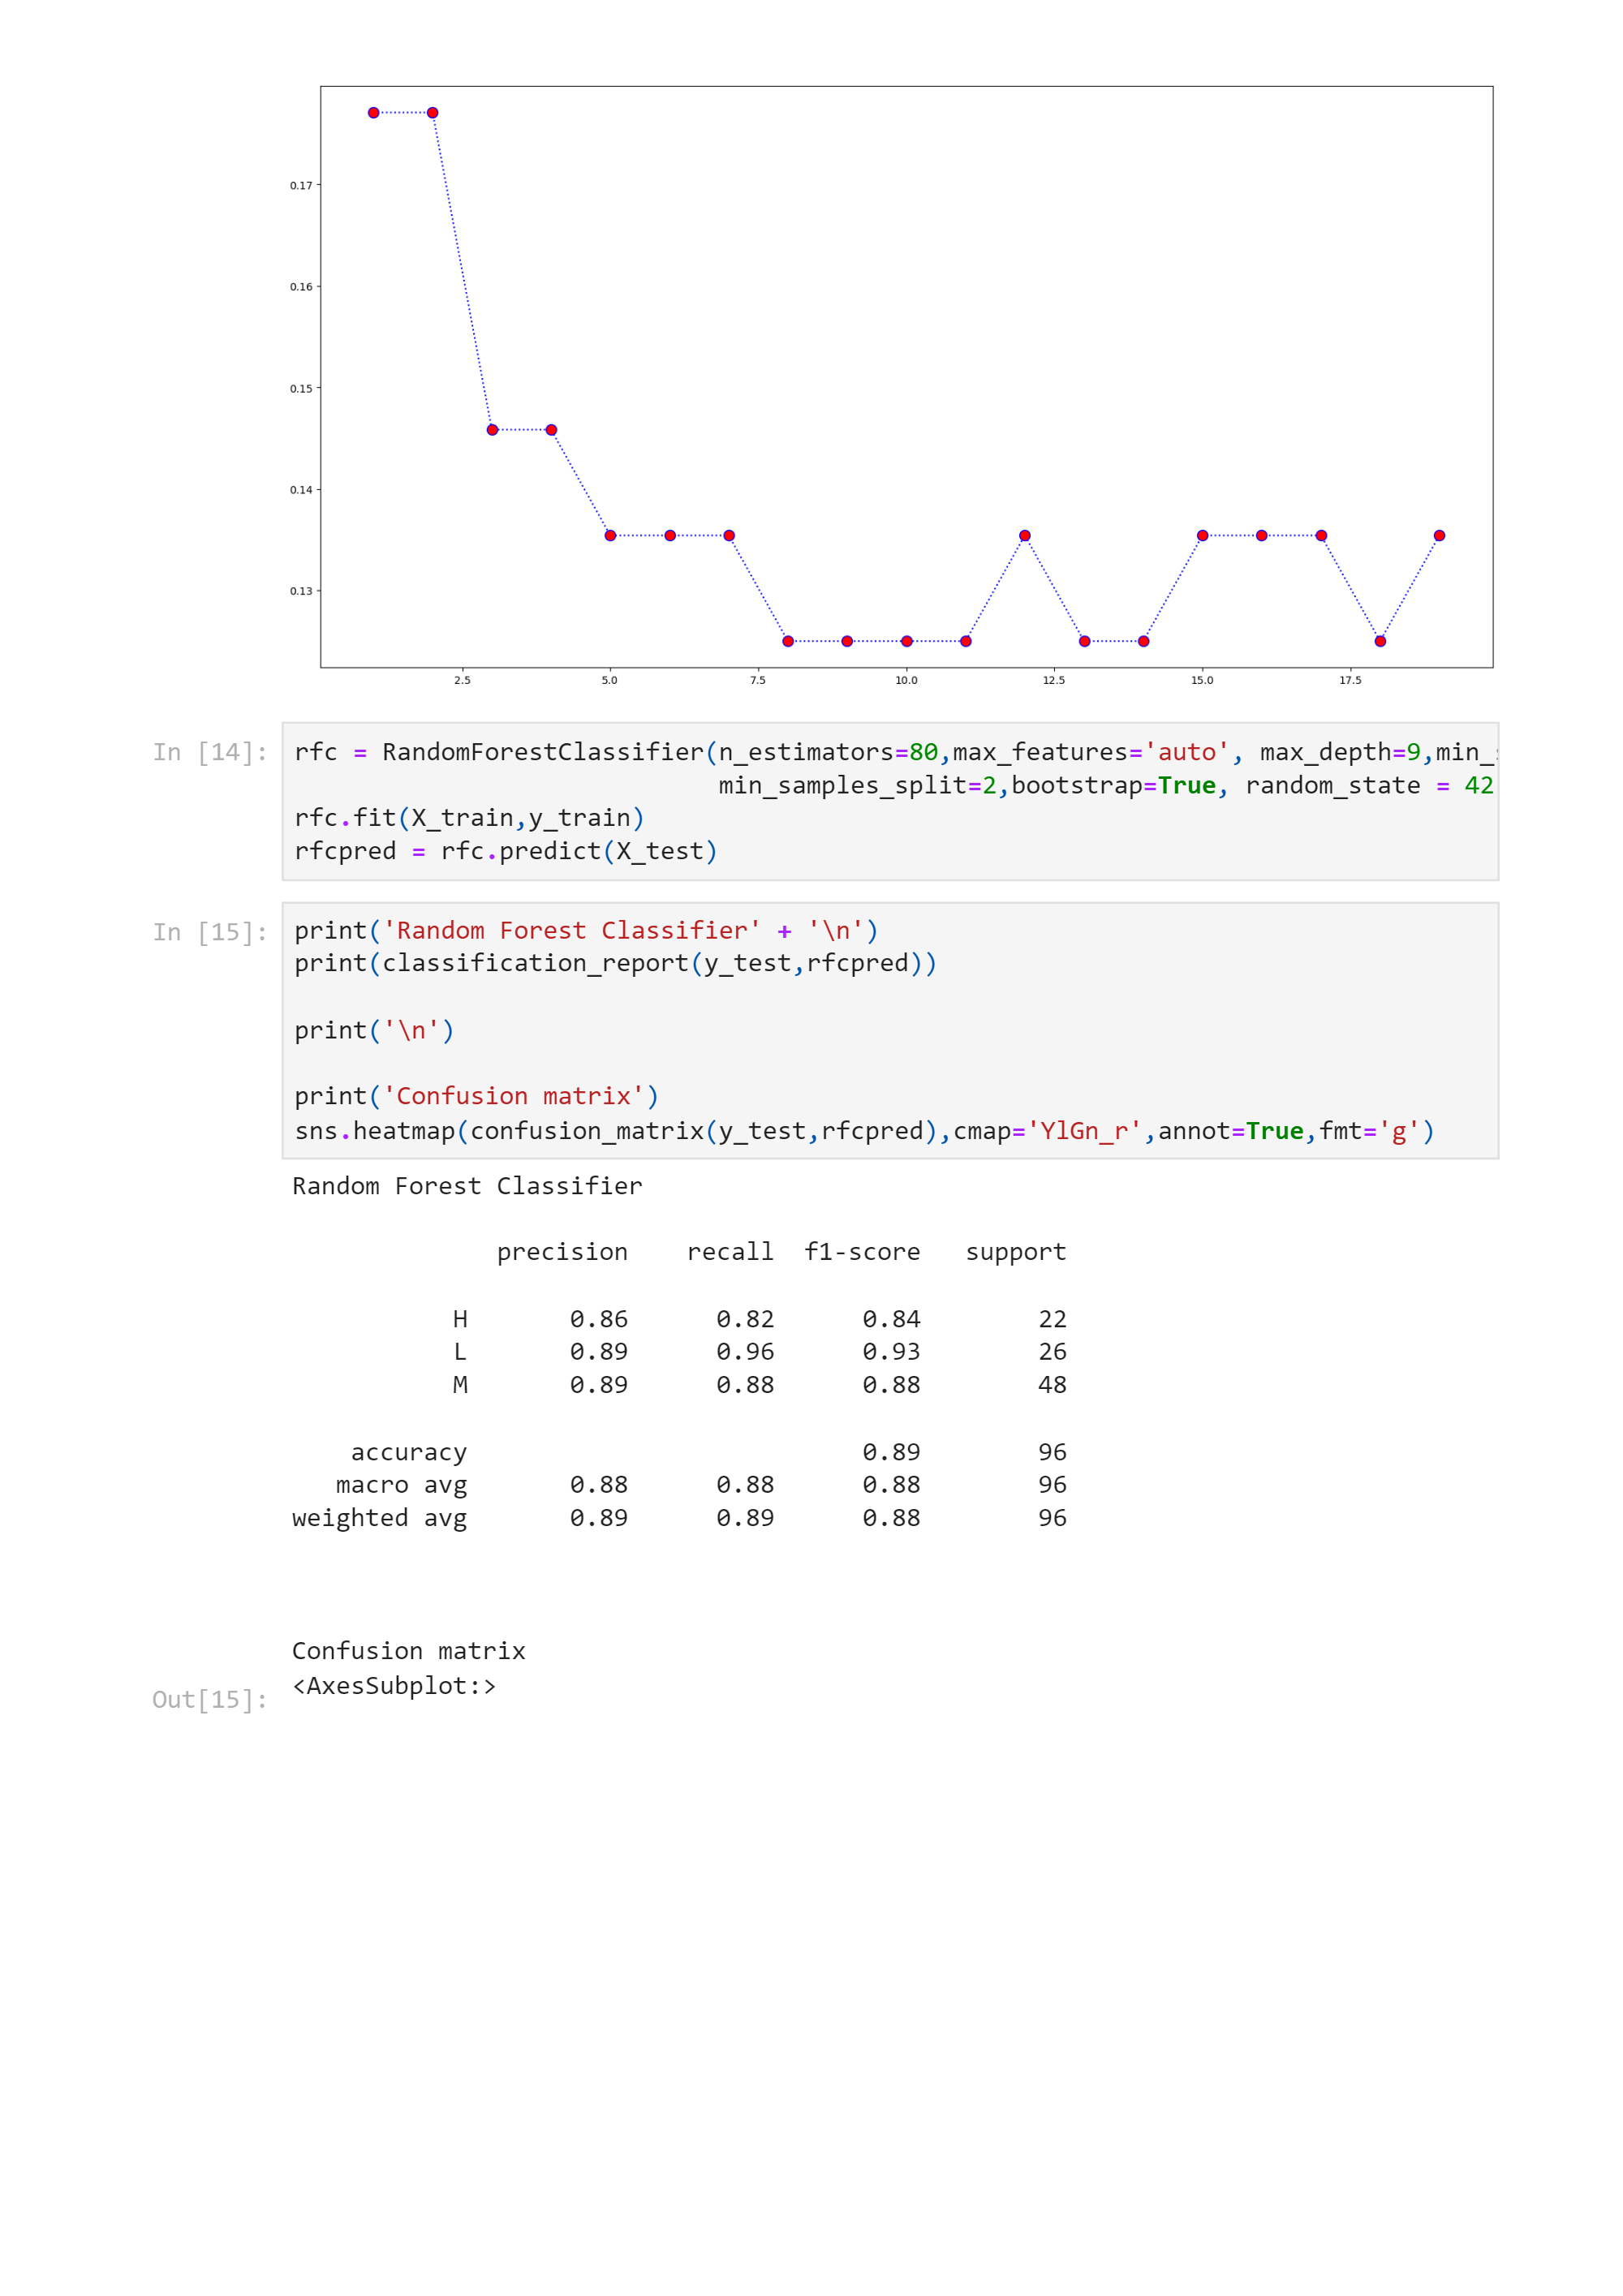 0.17
0.16
0.15
0.14
0.13
2.5 5.0 7.5 10.0 12.5 15.0 17.5
In [14]: rfc = RandomForestClassifier(n_estimators=80,max_features='auto', max_depth=9,min_
min_samples_split=2,bootstrap=True, random_state = 42
rfc.fit(X_train,y_train)
rfcpred = rfc.predict(X_test)
In [15]: print('Random Forest Classifier' + '\n')
print(classification_report(y_test,rfcpred))
print('\n')
print('Confusion matrix')
sns.heatmap(confusion_matrix(y_test,rfcpred),cmap='YlGn_r',annot=True,fmt='g')
Random Forest Classifier
precision recall f1-score support
H 0.86 0.82 0.84 22
L 0.89 0.96 0.93 26
M 0.89 0.88 0.88 48
accuracy 0.89 96
macro avg 0.88 0.88 0.88 96
weighted avg 0.89 0.89 0.88 96
Confusion matrix
Out[15]: <AxesSubplot:>